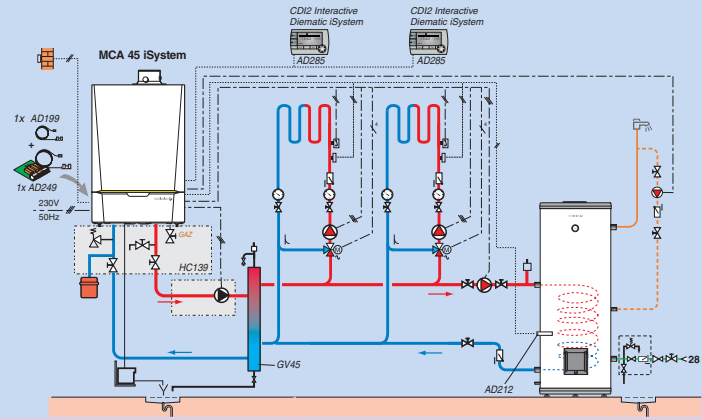 CDI2 Interactive
Diematic iSystem
AD285
CDI2 Interactive
Diematic iSystem
AD285
MCA 45 iSystem
1x AD199
+
1x AD249
230V
50Hz
GAZ
HC139
M
M
GV45
AD212
28